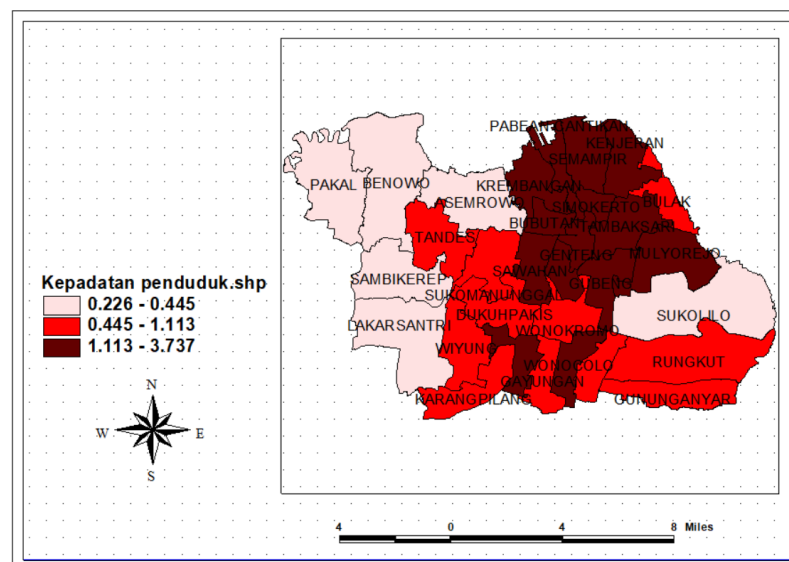 PABEAN CANTIKAN
KENJERAN
SEMAMPIR
PAKAL
BENOWO
KREMBANGAN
ASEMROWO
SIMOKERTO
BULAK
BUBUTAN
TAMBAKSARI
TANDES
GENTENG
MULYOREJO
SAWAHAN
SAMBIKEREP
GUBENG
Kepadatan penduduk.shp
0.226 - 0.445
0.445 - 1.113
1.113 - 3.737
SUKOMANUNGGAL
DUKUHPAKIS
SUKOLILO
LAKARSANTRI
WONOKROMO
WIYUNG
RUNGKUT
WONOCOLO
GAYUNGAN
KARANGPILANG
GUNUNGANYAR
N
W
E
S
4 0 4 8 Miles